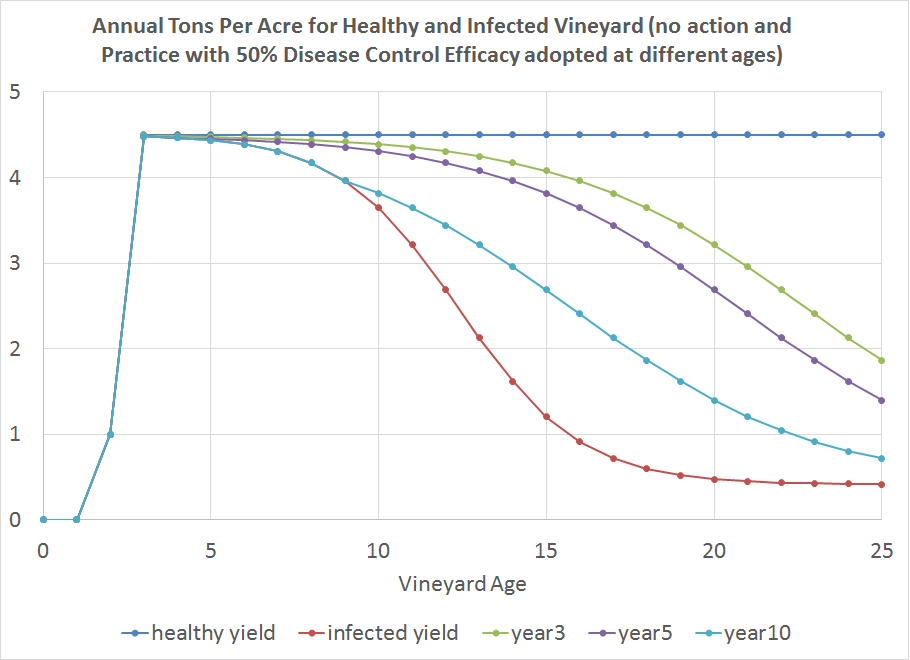 Annual Tons Per Acre for Healthy and Infected Vineyard (no action and
Practice with 50% Disease Control Efficacy adopted at different ages)
5
4
3
2
1
0
0 5 10 15 20 25
Vineyard Age
healthy yield infected yield year3 year5 year10